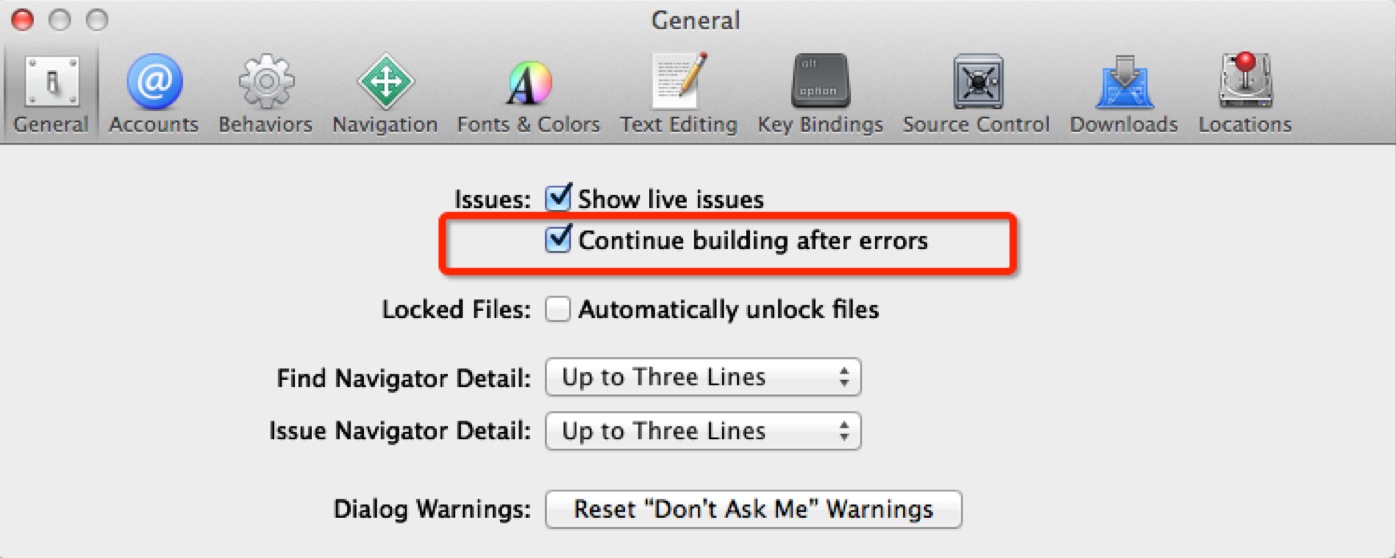 General
General Accounts Behaviors Navigation Fonts & Colors Text Editing alt option Key Bindings Source Control Downloads Locations
Issues: Show live issues
Continue building after errors
Locked Files: Automatically unlock files
Find Navigator Detail: Up to Three Lines
Issue Navigator Detail: Up to Three Lines
Dialog Warnings: Reset “Don’t Ask Me” Warnings